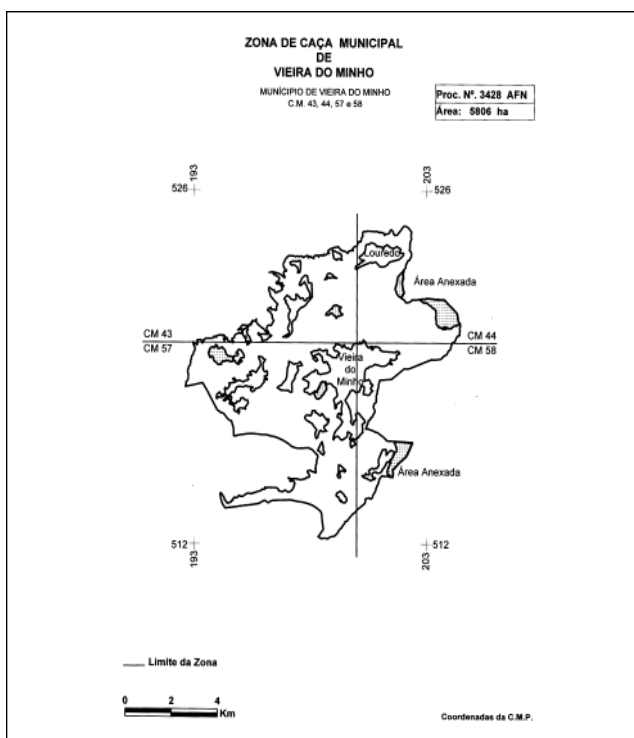 ZONA DE CAÇA MUNICIPAL
DE
VIEIRA DO MINHO
MUNÍCIPIO DE VIEIRA DO MINHO
C.M. 43, 44, 57 e 58
Proc. Nº. 3428 AFN
Área: 5806 ha
193
203
526
526
Louredo
Área Anexada
CM 43
CM 44
CM 57
CM 58
Vieira
do
Minho
Área Anexada
512
512
193
203
Limite da Zona
0 2 4
Km
Coordenadas da C.M.P.